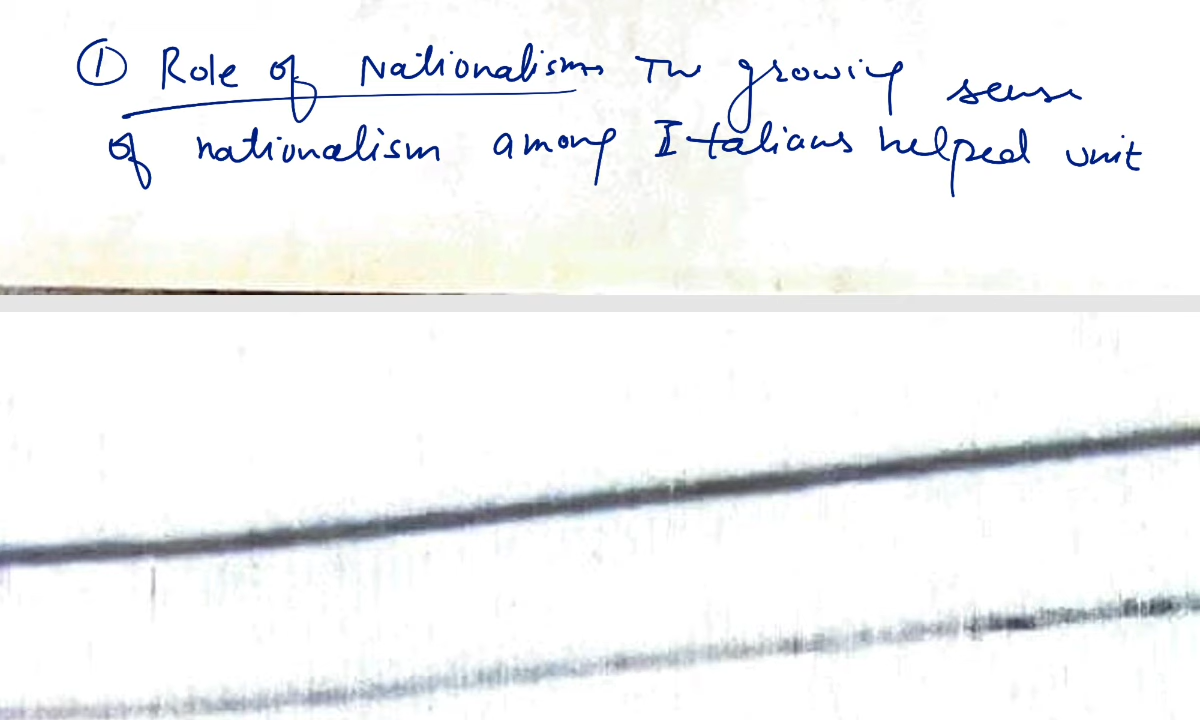 ① Role of Nationalism The growing sense
of nationalism among Italians helped unit